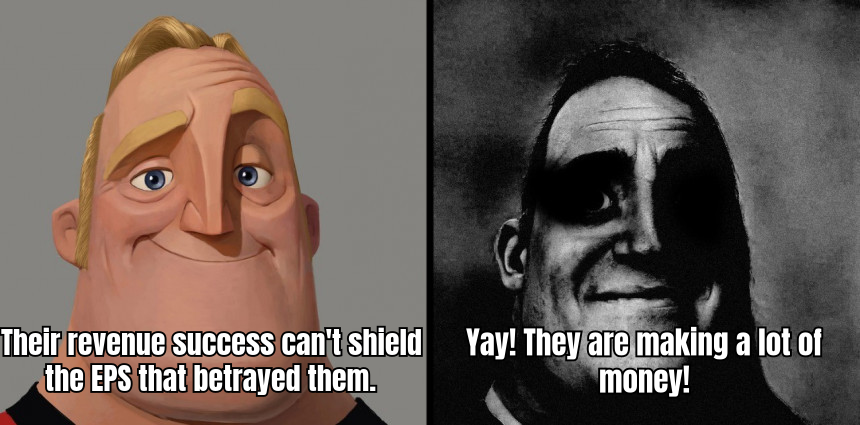 Their revenue success can't shield
the EPS that betrayed them.
Yay! They are making a lot of
money!